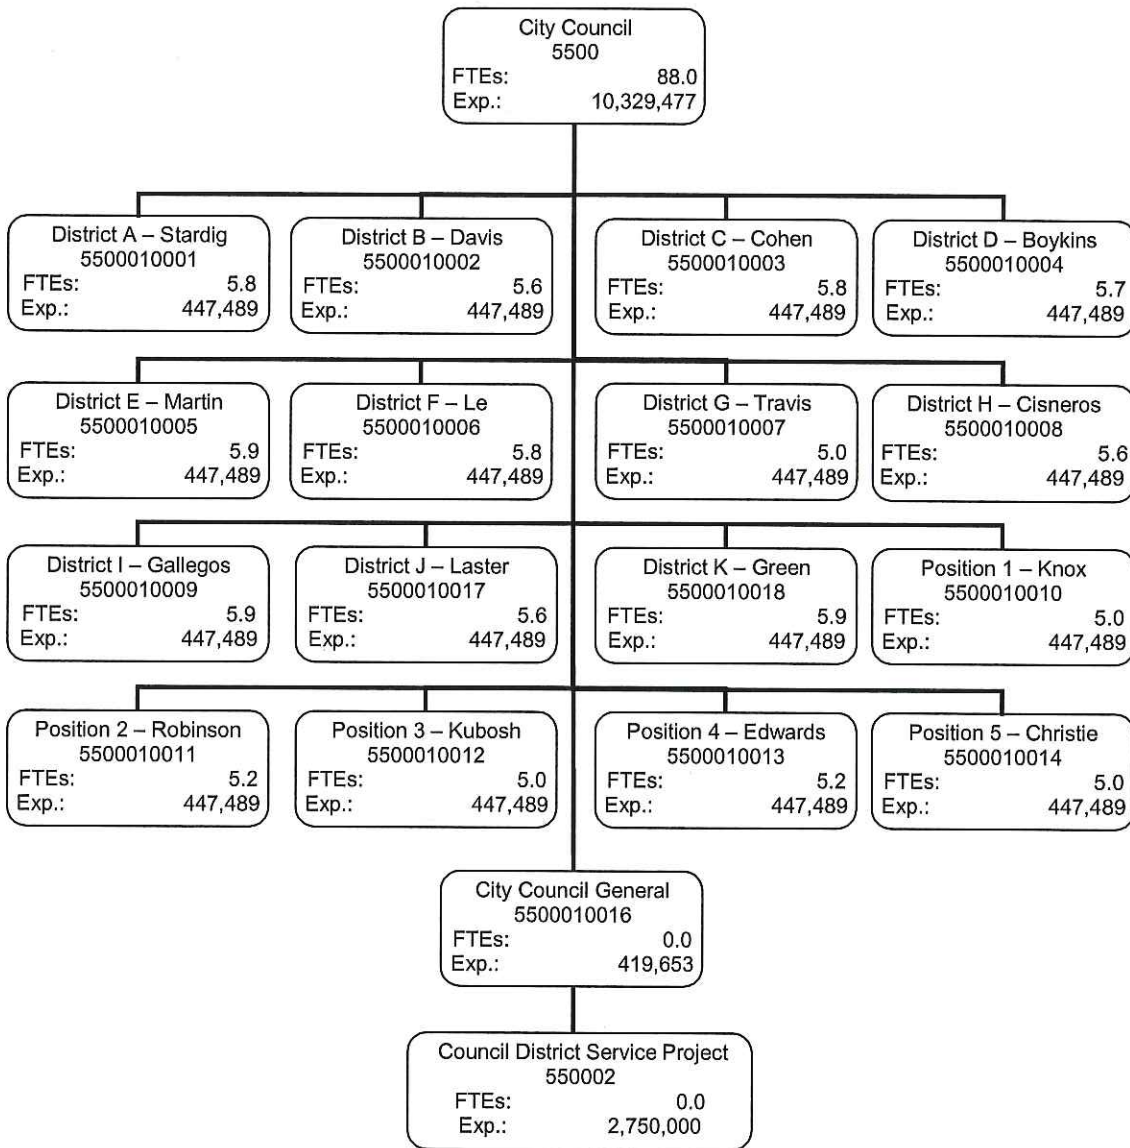 City Council
5500
FTEs: 88.0
Exp.: 10,329,477
District A – Stardig
5500010001
FTEs: 5.8
Exp.: 447,489
District B – Davis
5500010002
FTEs: 5.6
Exp.: 447,489
District C – Cohen
5500010003
FTEs: 5.8
Exp.: 447,489
District D – Boykins
5500010004
FTEs: 5.7
Exp.: 447,489
District E – Martin
5500010005
FTEs: 5.9
Exp.: 447,489
District F – Le
5500010006
FTEs: 5.8
Exp.: 447,489
District G – Travis
5500010007
FTEs: 5.0
Exp.: 447,489
District H – Cisneros
5500010008
FTEs: 5.6
Exp.: 447,489
District I – Gallegos
5500010009
FTEs: 5.9
Exp.: 447,489
District J – Laster
5500010017
FTEs: 5.6
Exp.: 447,489
District K – Green
5500010018
FTEs: 5.9
Exp.: 447,489
Position 1 – Knox
5500010010
FTEs: 5.0
Exp.: 447,489
Position 2 – Robinson
5500010011
FTEs: 5.2
Exp.: 447,489
Position 3 – Kubosh
5500010012
FTEs: 5.0
Exp.: 447,489
Position 4 – Edwards
5500010013
FTEs: 5.2
Exp.: 447,489
Position 5 – Christie
5500010014
FTEs: 5.0
Exp.: 447,489
City Council General
5500010016
FTEs: 0.0
Exp.: 419,653
Council District Service Project
550002
FTEs: 0.0
Exp.: 2,750,000